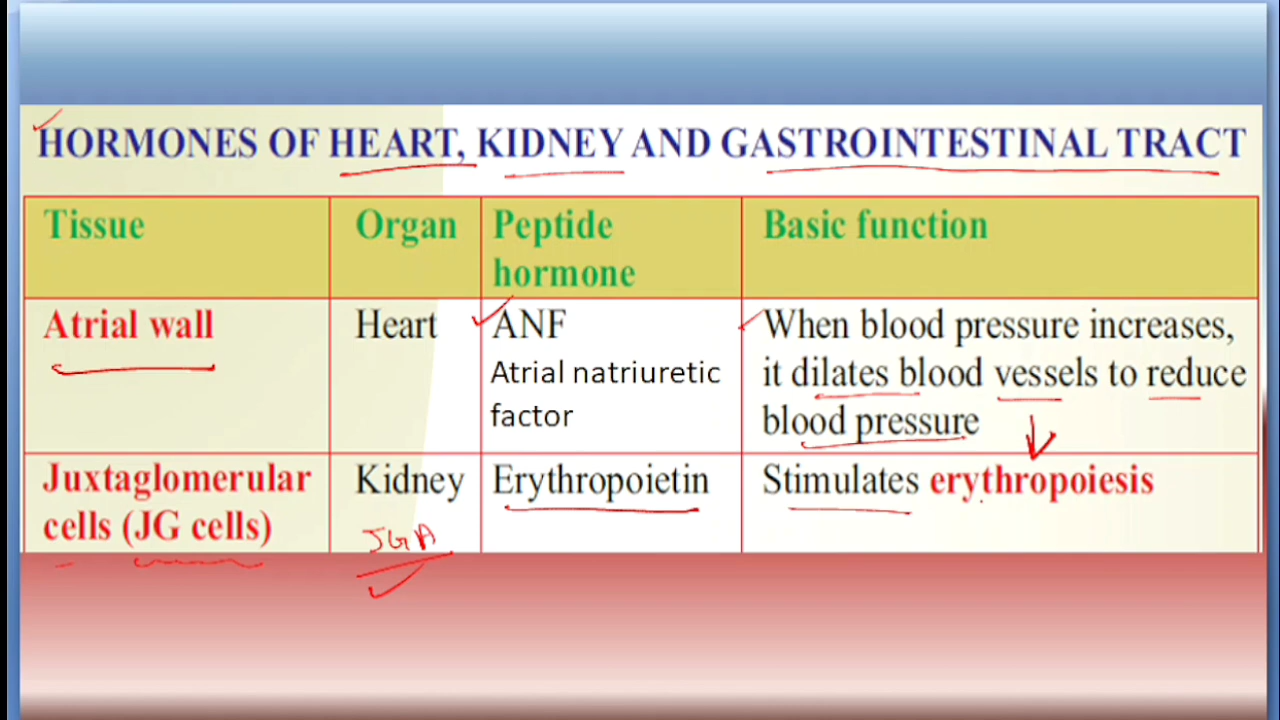 HORMONES OF HEART, KIDNEY AND GASTROINTESTINAL TRACT
Tissue
Organ
Peptide
hormone
Basic function
Atrial wall
Heart
ANF
Atrial natriuretic
factor
When blood pressure increases,
it dilates blood vessels to reduce
blood pressure
Juxtaglomerular
cells (JG cells)
Kidney
JGA
Erythropoietin
Stimulates erythropoiesis